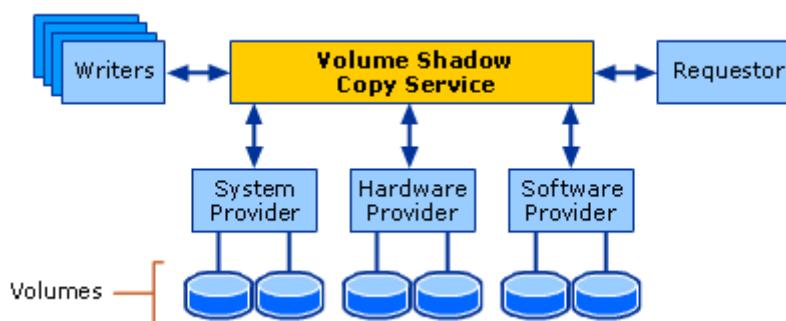 Writers
Volume Shadow
Copy Service
Requestor
System
Provider
Hardware
Provider
Software
Provider
Volumes